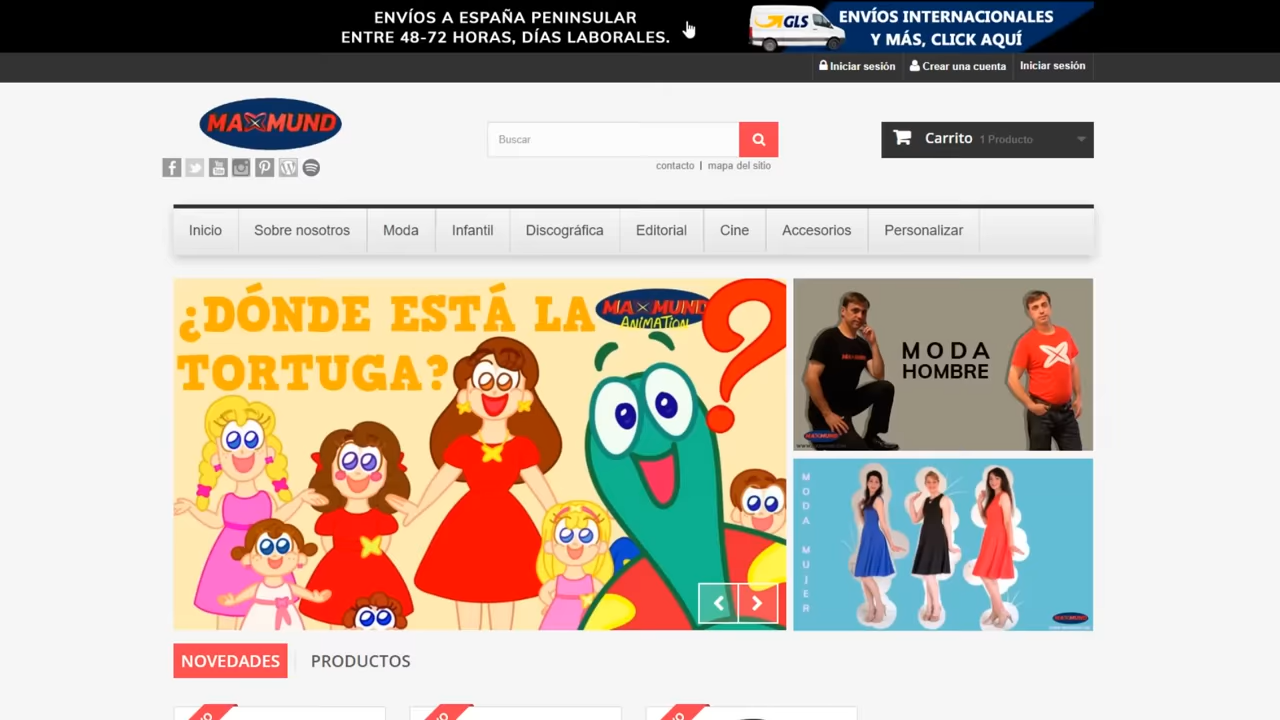 ENVÍOS A ESPAÑA PENINSULAR
ENTRE 48-72 HORAS, DÍAS LABORALES.
GLS
ENVÍOS INTERNACIONALES
Y MÁS, CLICK AQUÍ
Iniciar sesión
Crear una cuenta
Iniciar sesión
MAXMUND
Buscar
Carrito 1 Producto
contacto | mapa del sitio
Inicio
Sobre nosotros
Moda
Infantil
Discográfica
Editorial
Cine
Accesorios
Personalizar
¿DÓNDE ESTÁ LA
TORTUGA?
MAXMUND
ANIMATION
?
MODA
HOMBRE
MAXMUND
MODA MUJER
MAXMUND
NOVEDADES
PRODUCTOS